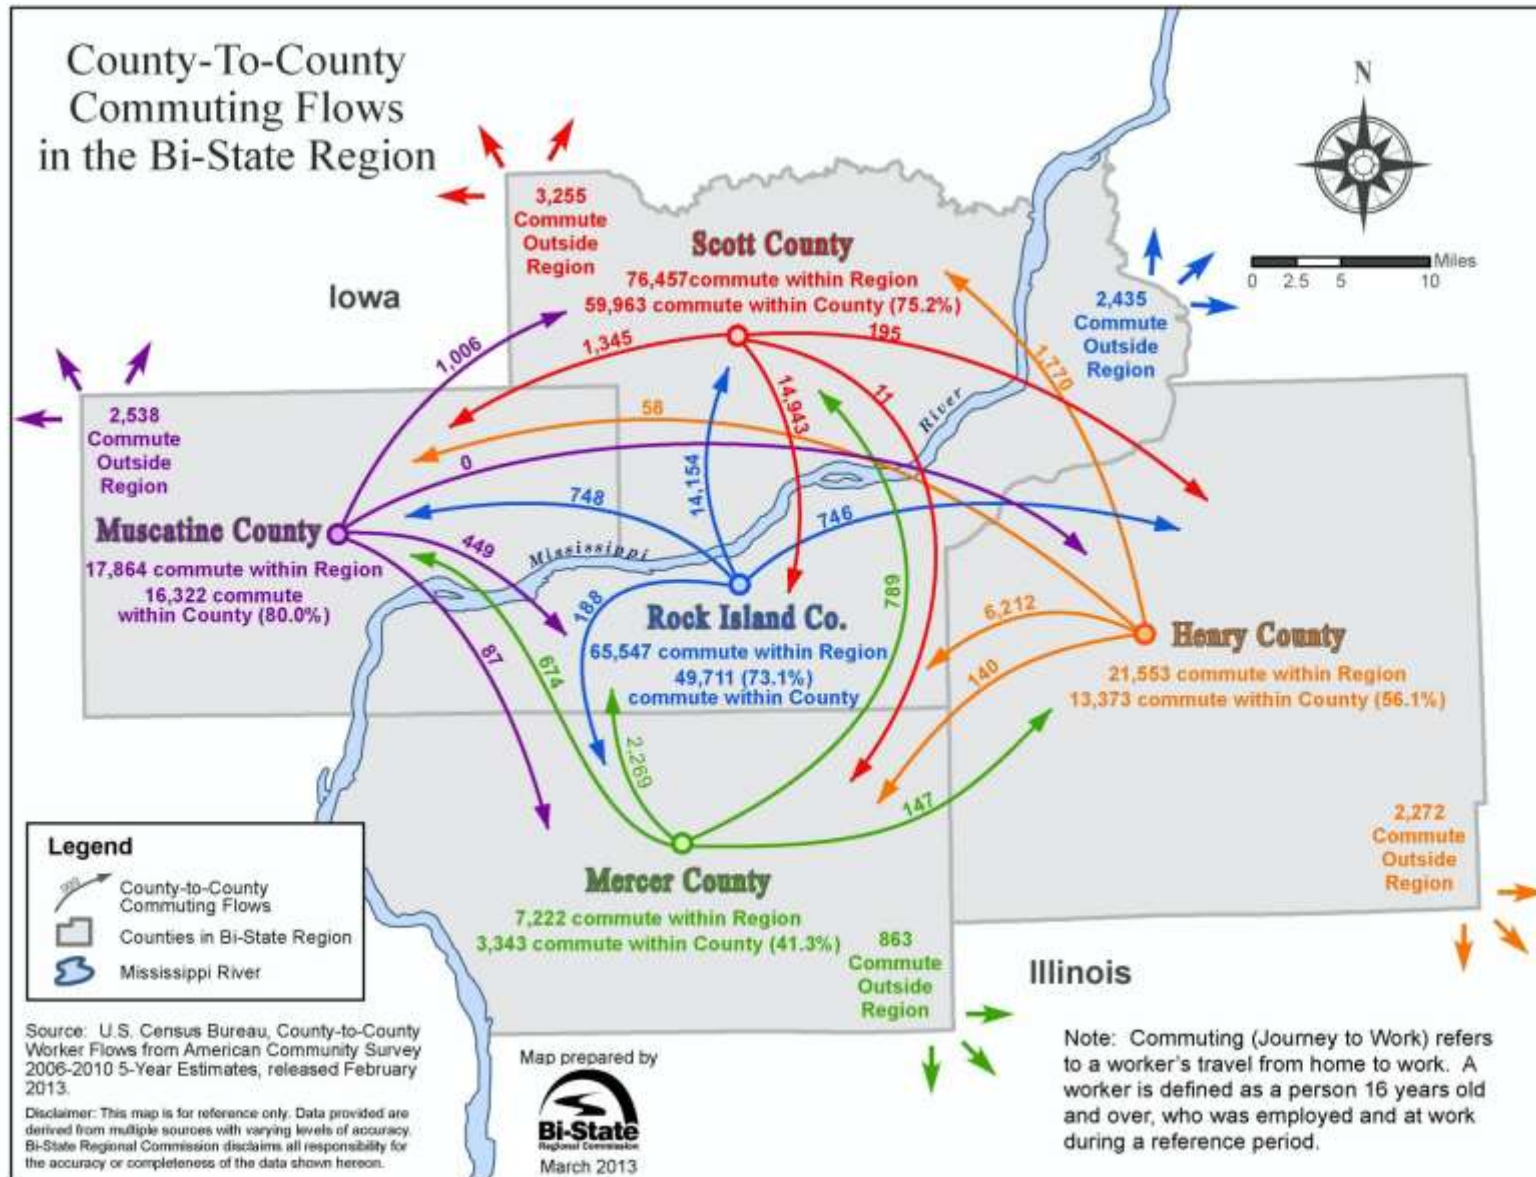 County-To-County
Commuting Flows
in the Bi-State Region
N
Miles
0 2.5 5 10
Iowa
3,255
Commute
Outside
Region
Scott County
76,457commute within Region
59,963 commute within County (75.2%)
2,435
Commute
Outside
Region
1,006
1,345
195
1,770
14,943
11
58
0
River
2,538
Commute
Outside
Region
14,154
748
746
Muscatine County
17,864 commute within Region
16,322 commute
within County (80.0%)
449
Mississippi
188
789
87
674
Rock Island Co.
65,547 commute within Region
49,711 (73.1%)
commute within County
6,212
140
Henry County
21,553 commute within Region
13,373 commute within County (56.1%)
2,269
147
Mercer County
7,222 commute within Region
3,343 commute within County (41.3%)
863
Commute
Outside
Region
2,272
Commute
Outside
Region
Illinois
Legend
999
County-to-County
Commuting Flows
Counties in Bi-State Region
Mississippi River
Source: U.S. Census Bureau, County-to-County
Worker Flows from American Community Survey
2006-2010 5-Year Estimates, released February
2013.
Disclaimer: This map is for reference only. Data provided are
derived from multiple sources with varying levels of accuracy.
Bi-State Regional Commission disclaims all responsibility for
the accuracy or completeness of the data shown hereon.
Map prepared by
Bi-State
Regional Commission
March 2013
Note: Commuting (Journey to Work) refers
to a worker's travel from home to work. A
worker is defined as a person 16 years old
and over, who was employed and at work
during a reference period.